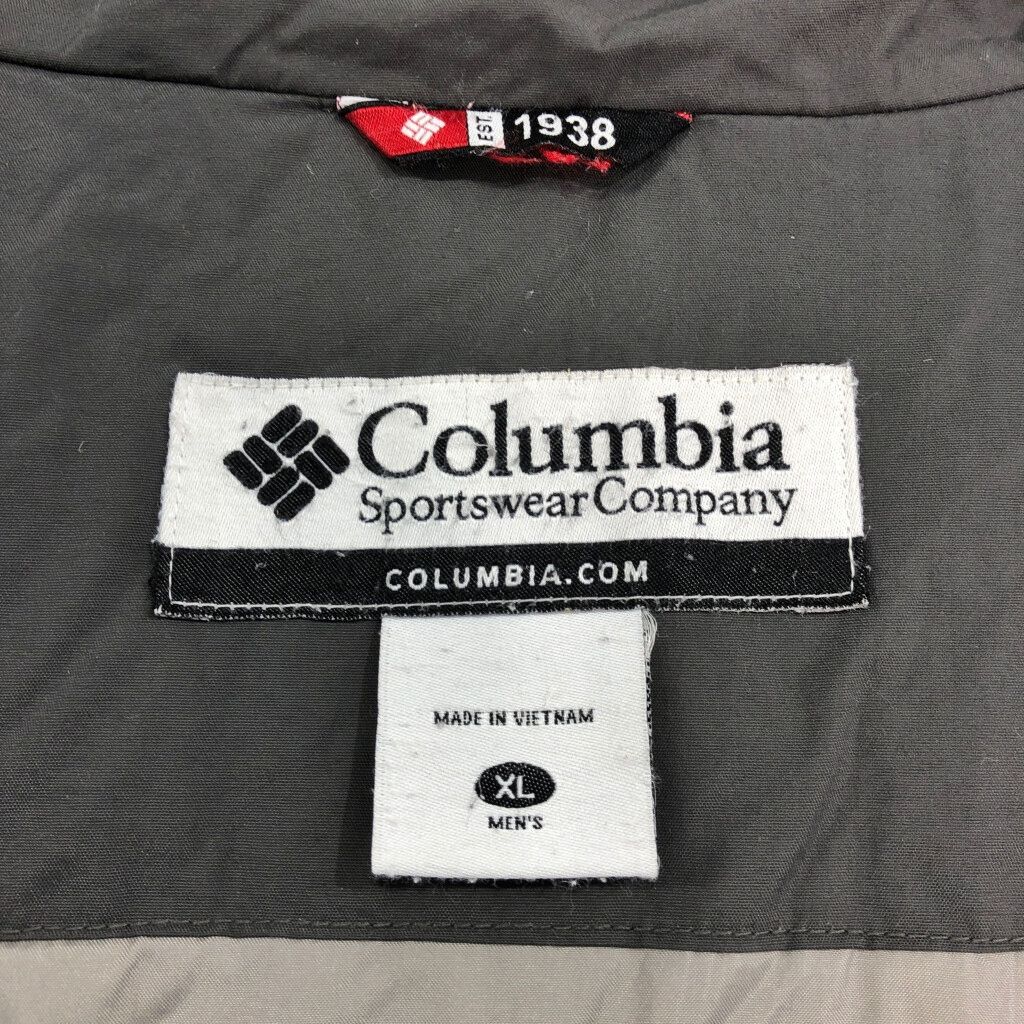 EST. 1938
Columbia
Sportswear Company
COLUMBIA.COM
MADE IN VIETNAM
XL
MEN'S